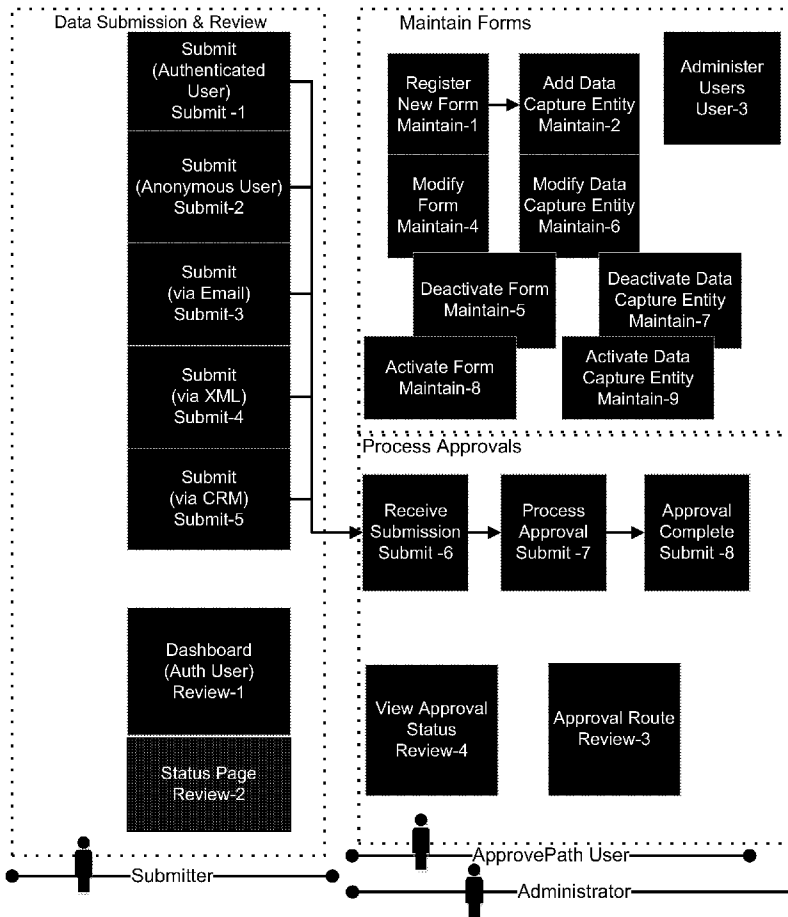 Data Submission & Review
Submit
(Authenticated
User)
Submit -1
Submit
(Anonymous User)
Submit-2
Submit
(via Email)
Submit-3
Submit
(via XML)
Submit-4
Submit
(via CRM)
Submit-5
Dashboard
(Auth User)
Review-1
Status Page
Review-2
Submitter
Maintain Forms
Register
New Form
Maintain-1
Add Data
Capture Entity
Maintain-2
Administer
Users
User-3
Modify
Form
Maintain-4
Modify Data
Capture Entity
Maintain-6
Deactivate Form
Maintain-5
Deactivate Data
Capture Entity
Maintain-7
Activate Form
Maintain-8
Activate Data
Capture Entity
Maintain-9
Process Approvals
Receive
Submission
Submit -6
Process
Approval
Submit -7
Approval
Complete
Submit -8
View Approval
Status
Review-4
Approval Route
Review-3
ApprovePath User
Administrator